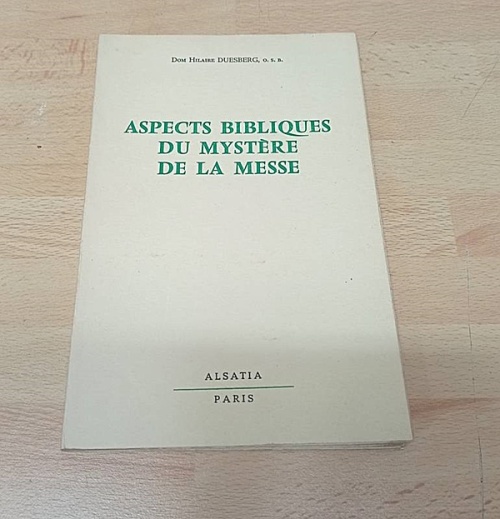 Dom Hilaire DUESBERG, O. S. B.
ASPECTS BIBLIQUES
DU MYSTÈRE
DE LA MESSE
ALSATIA
PARIS